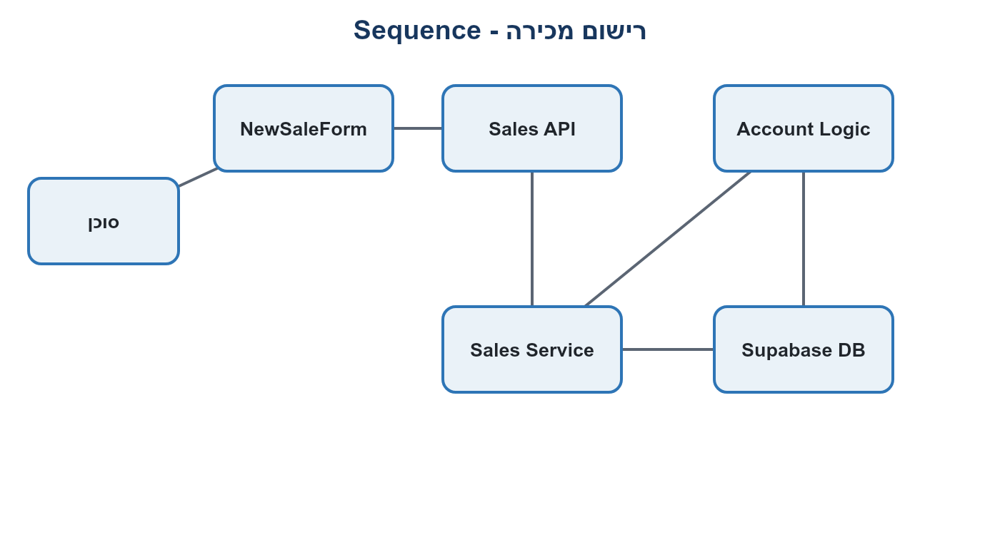 Sequence - רישום מכירה
NewSaleForm
Sales API
Account Logic
סוכן
Sales Service
Supabase DB